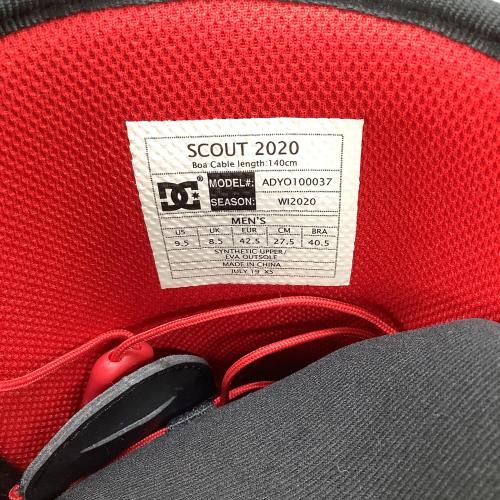 SCOUT 2020
Boa Cable length:140cm
DC ® MODEL#: ADYO100037
SEASON: WI2020
MEN'S
US UK EUR CM BRA
9.5 8.5 42.5 27.5 40.5
SYNTHETIC UPPER/
EVA OUTSOLE
MADE IN CHINA
JULY 19 XS